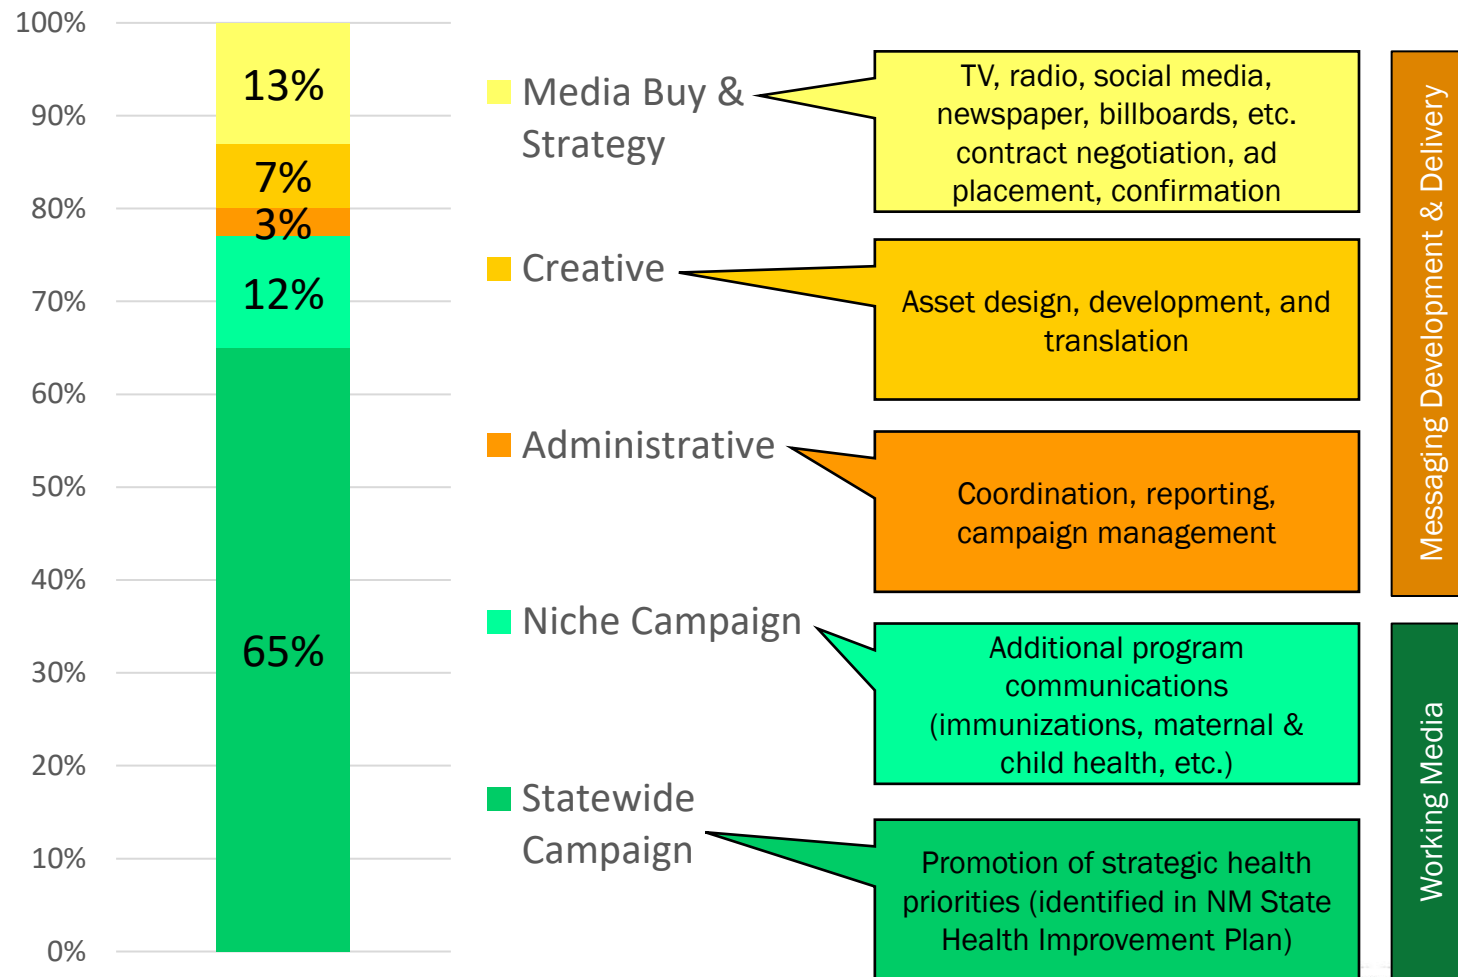 100%
90%
80%
70%
60%
50%
40%
30%
20%
10%
0%
13%
7%
3%
12%
65%
Media Buy &
Strategy
Creative
Administrative
Niche Campaign
Statewide
Campaign
TV, radio, social media,
newspaper, billboards, etc.
contract negotiation, ad
placement, confirmation
Asset design, development, and
translation
Coordination, reporting,
campaign management
Additional program
communications
(immunizations, maternal &
child health, etc.)
Promotion of strategic health
priorities (identified in NM State
Health Improvement Plan)
Messaging Development & Delivery
Working Media